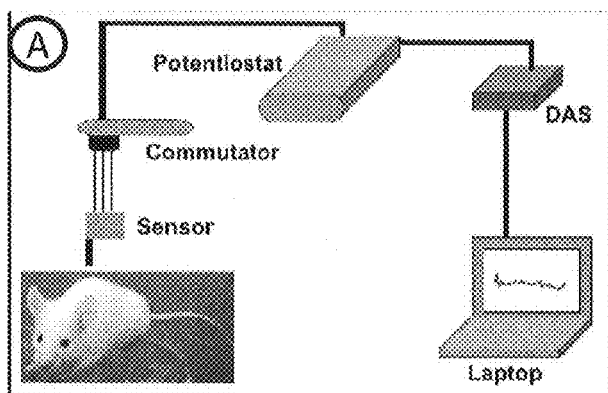 A
Potentiostat
DAS
Commutator
Sensor
Laptop